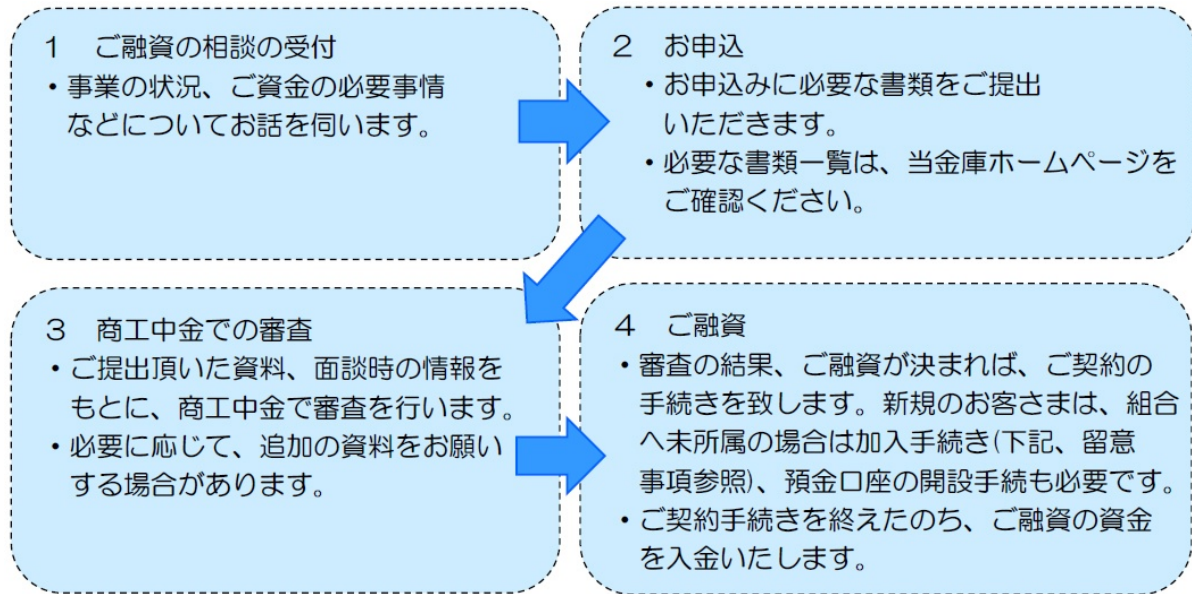 1 ご融資の相談の受付
・事業の状況、ご資金の必要事情
などについてお話を伺います。
2 お申込
・お申込みに必要な書類をご提出
いただきます。
・必要な書類一覧は、当金庫ホームページを
ご確認ください。
3 商工中金での審査
・ご提出頂いた資料、面談時の情報を
もとに、商工中金で審査を行います。
・必要に応じて、追加の資料をお願い
する場合があります。
4 ご融資
・審査の結果、ご融資が決まれば、ご契約の
手続きを致します。新規のお客さまは、組合
へ未所属の場合は加入手続き(下記、留意
事項参照)、預金口座の開設手続も必要です。
・ご契約手続きを終えたのち、ご融資の資金
を入金いたします。